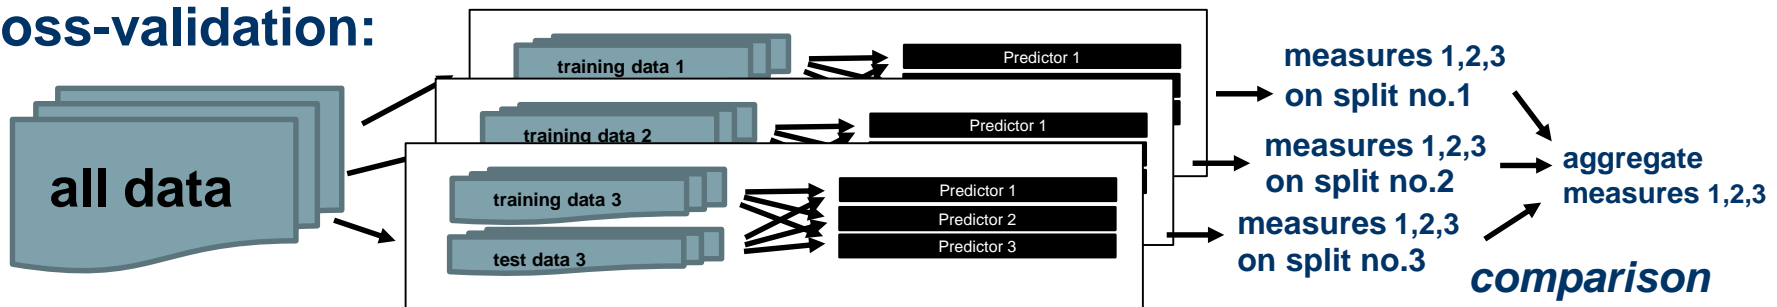 oss-validation:
all data
training data 1
Predictor 1
training data 2
Predictor 1
training data 3
test data 3
Predictor 1
Predictor 2
Predictor 3
measures 1,2,3
on split no.1
measures 1,2,3
on split no.2
measures 1,2,3
on split no.3
aggregate
measures 1,2,3
comparison